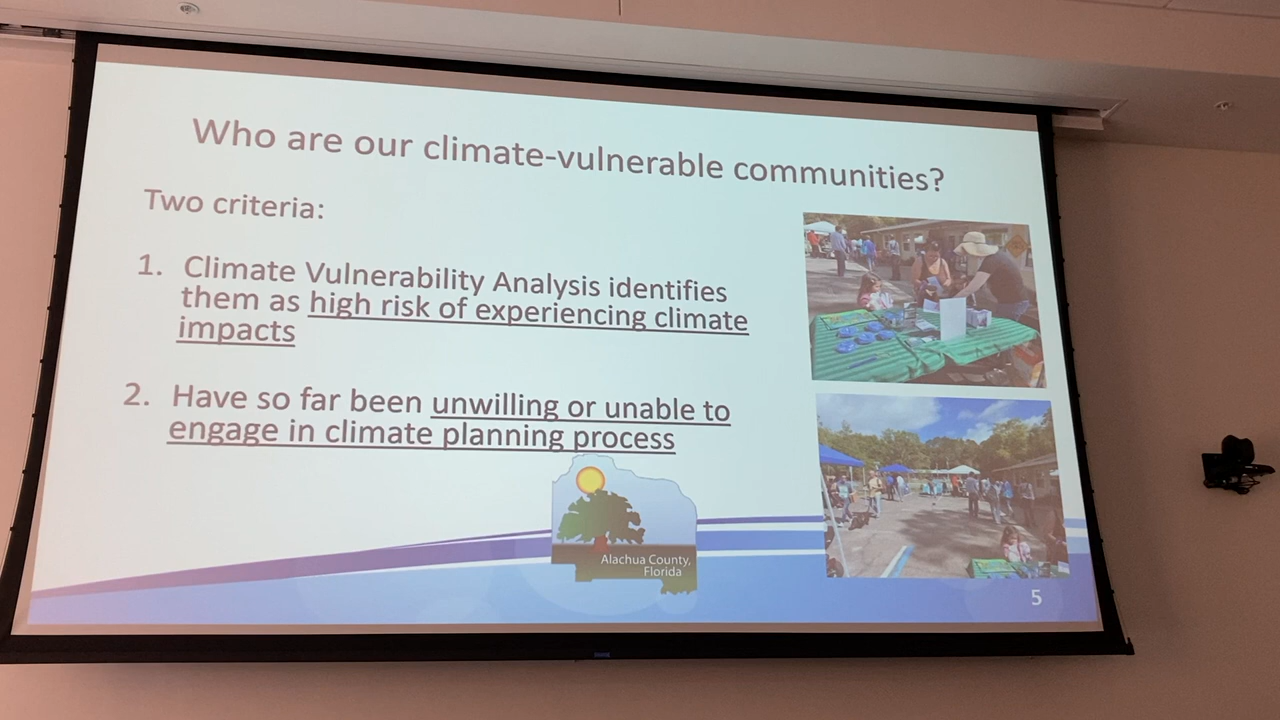 Who are our climate-vulnerable communities?
Two criteria:
1. Climate Vulnerability Analysis identifies
them as high risk of experiencing climate
impacts
2. Have so far been unwilling or unable to
engage in climate planning process
Alachua County,
Florida
5